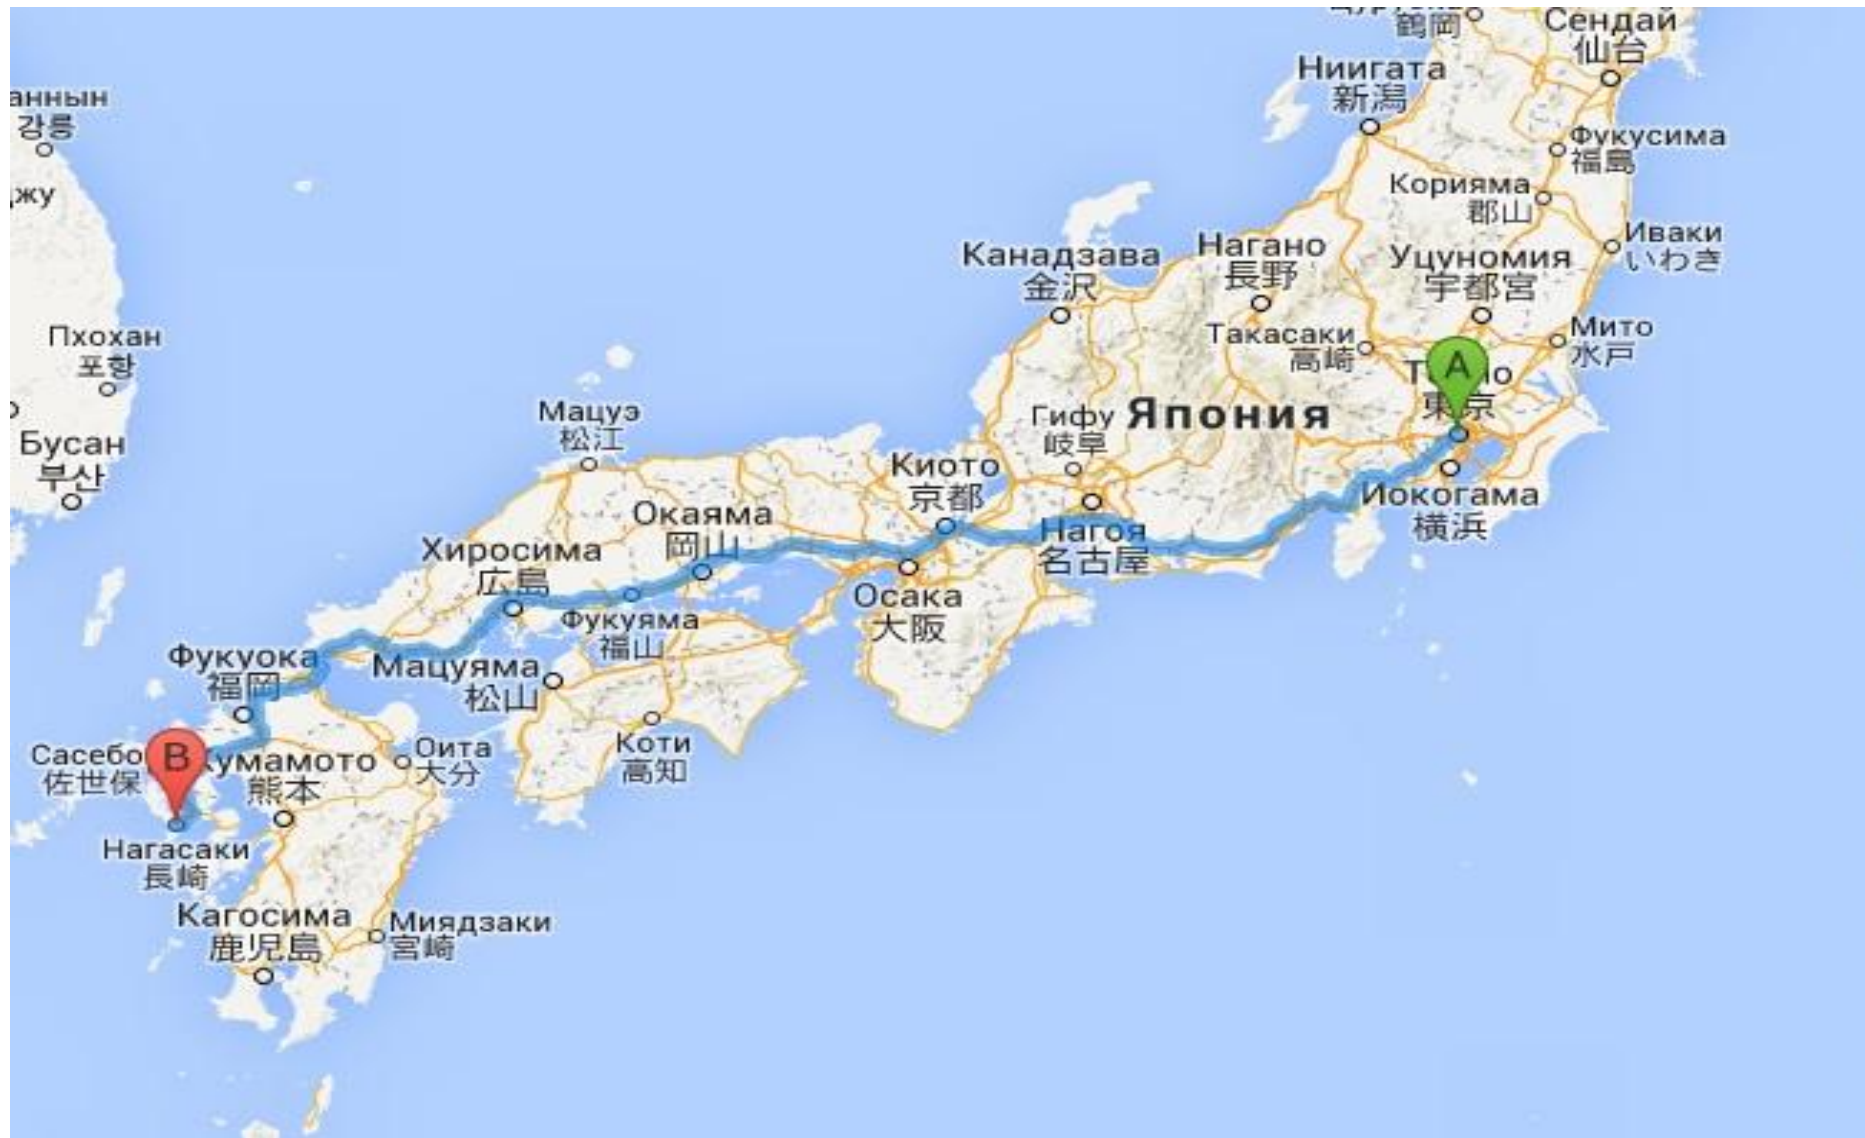 鶴岡
Сендай
仙台
Ниигата
新潟
аннын
강릉
Фукусима
福島
жу
Корияма
郡山
Иваки
いわき
Канадзава
金沢
Нагано
長野
Уцуномия
宇都宮
Пхохан
포항
Такасаки
高崎
Мито
水戸
A
東京
Мацуэ
松江
Гифу
岐阜
Япония
Бусан
부산
Киото
京都
Иокогама
横浜
Окаяма
岡山
Нагоя
名古屋
Хиросима
広島
Осака
大阪
Фукуяма
福山
Фукуока
福岡
Мацуяма
松山
Сасебо
佐世保
B
кумамото
熊本
Оита
大分
Коти
高知
Нагасаки
長崎
Кагосима
鹿児島
Миядзаки
宮崎